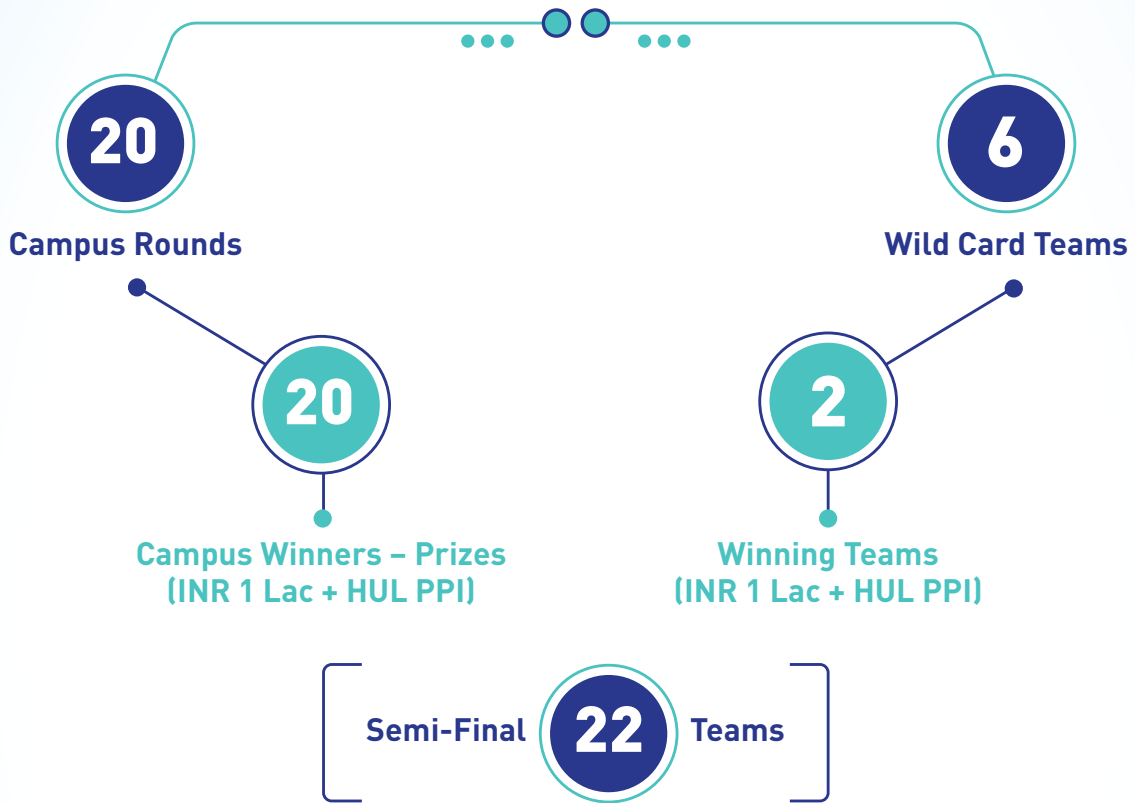 20
6
Campus Rounds
Wild Card Teams
20
2
Campus Winners – Prizes
(INR 1 Lac + HUL PPI)
Winning Teams
(INR 1 Lac + HUL PPI)
Semi-Final 22 Teams